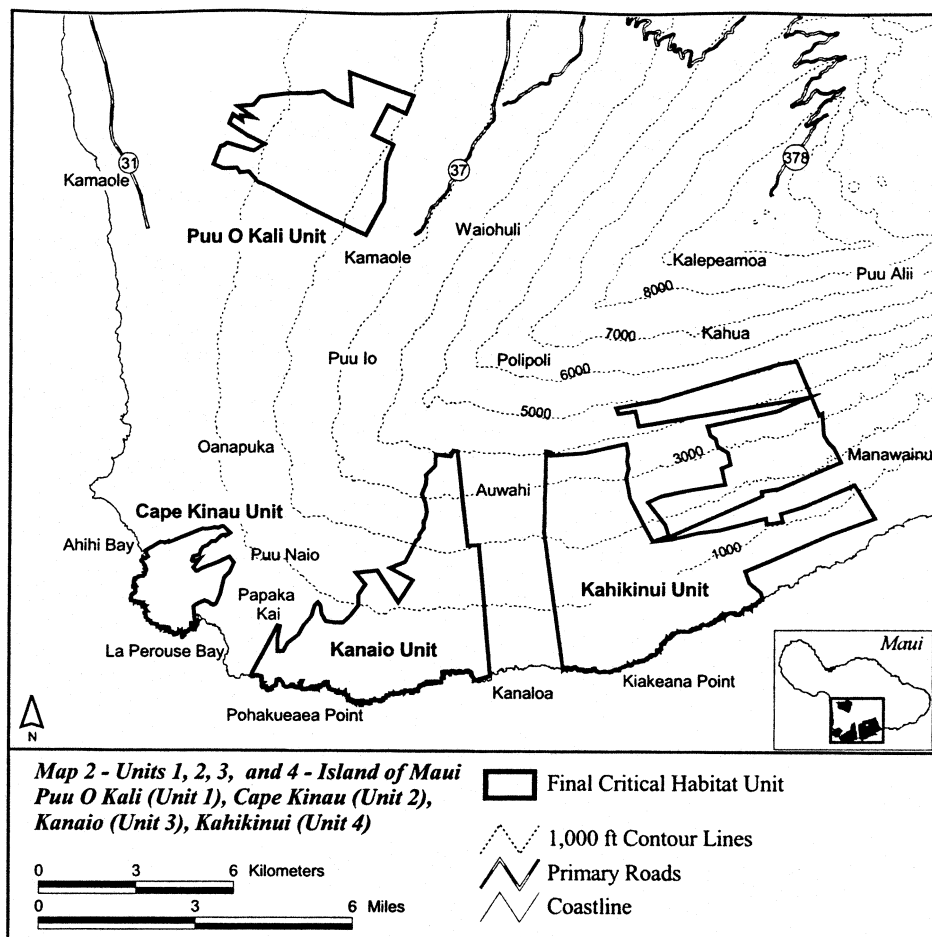 31
Kamaole
37
378
Puu O Kali Unit
Waiohuli
Kamaole
Kalepeamoa
Puu Alii
8000
7000
Kahua
Puu Io
Polipoli
6000
5000
Oanapuka
3000
Manawainui
Auwahi
Cape Kinau Unit
Ahihi Bay
Puu Naio
1000
Papaka
Kai
Kahikinui Unit
La Perouse Bay
Kanaio Unit
Maui
Kanaloa
Kiakeana Point
Pohakueaea Point
N
Map 2 - Units 1, 2, 3, and 4 - Island of Maui
Puu O Kali (Unit 1), Cape Kinau (Unit 2),
Kanaio (Unit 3), Kahikinui (Unit 4)
Final Critical Habitat Unit
1,000 ft Contour Lines
Primary Roads
Coastline
0 3 6 Kilometers
0 3 6 Miles